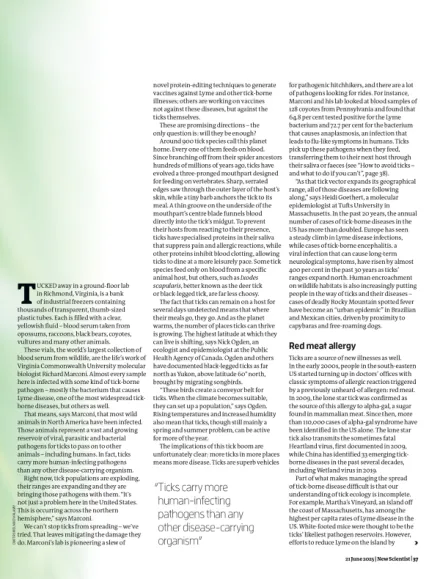 TUCKED away in a ground-floor lab
in Richmond, Virginia, is a bank
of industrial freezers containing
thousands of transparent, thumb-sized
plastic tubes. Each is filled with a clear,
yellowish fluid – blood serum taken from
opossums, raccoons, black bears, coyotes,
vultures and many other animals.
These vials, the world's largest collection of
blood serum from wildlife, are the life's work of
Virginia Commonwealth University molecular
biologist Richard Marconi. Almost every sample
here is infected with some kind of tick-borne
pathogen – mostly the bacterium that causes
Lyme disease, one of the most widespread tick-
borne diseases, but others as well.
That means, says Marconi, that most wild
animals in North America have been infected.
Those animals represent a vast and growing
reservoir of viral, parasitic and bacterial
pathogens for ticks to pass on to other
animals – including humans. In fact, ticks
carry more human-infecting pathogens
than any other disease-carrying organism.
Right now, tick populations are exploding,
their ranges are expanding and they are
bringing those pathogens with them. "It's
not just a problem here in the United States.
This is occurring across the northern
hemisphere," says Marconi.
We can't stop ticks from spreading – we've
tried. That leaves mitigating the damage they
do. Marconi's lab is pioneering a slew of
novel protein-editing techniques to generate
vaccines against Lyme and other tick-borne
illnesses; others are working on vaccines
not against these diseases, but against the
ticks themselves.
These are promising directions – the
only question is: will they be enough?
Around 900 tick species call this planet
home. Every one of them feeds on blood.
Since branching off from their spider ancestors
hundreds of millions of years ago, ticks have
evolved a three-pronged mouthpart designed
for feeding on vertebrates. Sharp, serrated
edges saw through the outer layer of the host's
skin, while a tiny barb anchors the tick to its
meal. A thin groove on the underside of the
mouthpart's centre blade funnels blood
directly into the tick's midgut. To prevent
their hosts from reacting to their presence,
ticks have specialised proteins in their saliva
that suppress pain and allergic reactions, while
other proteins inhibit blood clotting, allowing
ticks to dine at a more leisurely pace. Some tick
species feed only on blood from a specific
animal host, but others, such as Ixodes
scapularis, better known as the deer tick
or black legged tick, are far less choosy.
The fact that ticks can remain on a host for
several days undetected means that where
their meals go, they go. And as the planet
warms, the number of places ticks can thrive
is growing. The highest latitude at which they
can live is shifting, says Nick Ogden, an
ecologist and epidemiologist at the Public
Health Agency of Canada. Ogden and others
have documented black-legged ticks as far
north as Yukon, above latitude 60° north,
brought by migrating songbirds.
"These birds create a conveyor belt for
ticks. When the climate becomes suitable,
they can set up a population," says Ogden.
Rising temperatures and increased humidity
also mean that ticks, though still mainly a
spring and summer problem, can be active
for more of the year.
The implications of this tick boom are
unfortunately clear: more ticks in more places
means more disease. Ticks are superb vehicles
"Ticks carry more
human-infecting
pathogens than any
other disease-carrying
organism"
for pathogenic hitchhikers, and there are a lot
of pathogens looking for rides. For instance,
Marconi and his lab looked at blood samples of
128 coyotes from Pennsylvania and found that
64.8 per cent tested positive for the Lyme
bacterium and 72.7 per cent for the bacterium
that causes anaplasmosis, an infection that
leads to flu-like symptoms in humans. Ticks
pick up these pathogens when they feed,
transferring them to their next host through
their saliva or faeces (see "How to avoid ticks –
and what to do if you can't", page 38).
"As that tick vector expands its geographical
range, all of those diseases are following
along," says Heidi Goethert, a molecular
epidemiologist at Tufts University in
Massachusetts. In the past 20 years, the annual
number of cases of tick-borne diseases in the
US has more than doubled. Europe has seen
a steady climb in Lyme disease infections,
while cases of tick-borne encephalitis, a
viral infection that can cause long-term
neurological symptoms, have risen by almost
400 per cent in the past 30 years as ticks'
ranges expand north. Human encroachment
on wildlife habitats is also increasingly putting
people in the way of ticks and their diseases –
cases of deadly Rocky Mountain spotted fever
have become an "urban epidemic" in Brazilian
and Mexican cities, driven by proximity to
capybaras and free-roaming dogs.
Red meat allergy
Ticks are a source of new illnesses as well.
In the early 2000s, people in the south-eastern
US started turning up in doctors' offices with
classic symptoms of allergic reaction triggered
by a previously unheard-of allergen: red meat.
In 2009, the lone star tick was confirmed as
the source of this allergy to alpha-gal, a sugar
found in mammalian meat. Since then, more
than 110,000 cases of alpha-gal syndrome have
been identified in the US alone. The lone star
tick also transmits the sometimes fatal
Heartland virus, first documented in 2009,
while China has identified 33 emerging tick-
borne diseases in the past several decades,
including Wetland virus in 2019.
Part of what makes managing the spread
of tick-borne disease difficult is that our
understanding of tick ecology is incomplete.
For example, Martha's Vineyard, an island off
the coast of Massachusetts, has among the
highest per capita rates of Lyme disease in the
US. White-footed mice were thought to be the
ticks' likeliest pathogen reservoirs. However,
efforts to reduce Lyme on the island by
21 June 2025 | New Scientist | 37